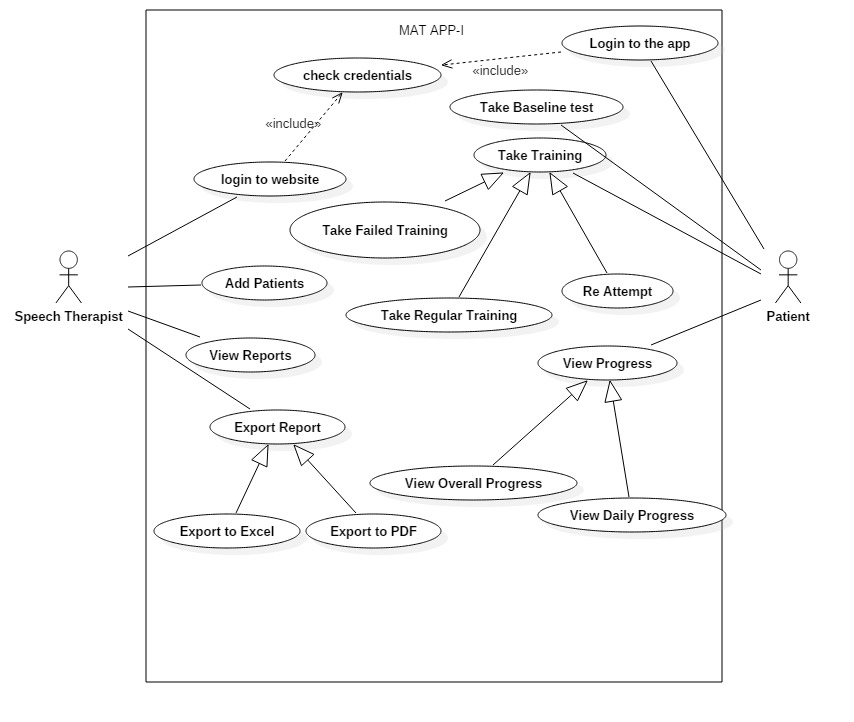 MAT APP-I
Login to the app
check credentials
«include»
Take Baseline test
«include»
Take Training
login to website
Take Failed Training
Add Patients
Re Attempt
Speech Therapist
Take Regular Training
Patient
View Reports
View Progress
Export Report
View Overall Progress
View Daily Progress
Export to Excel
Export to PDF